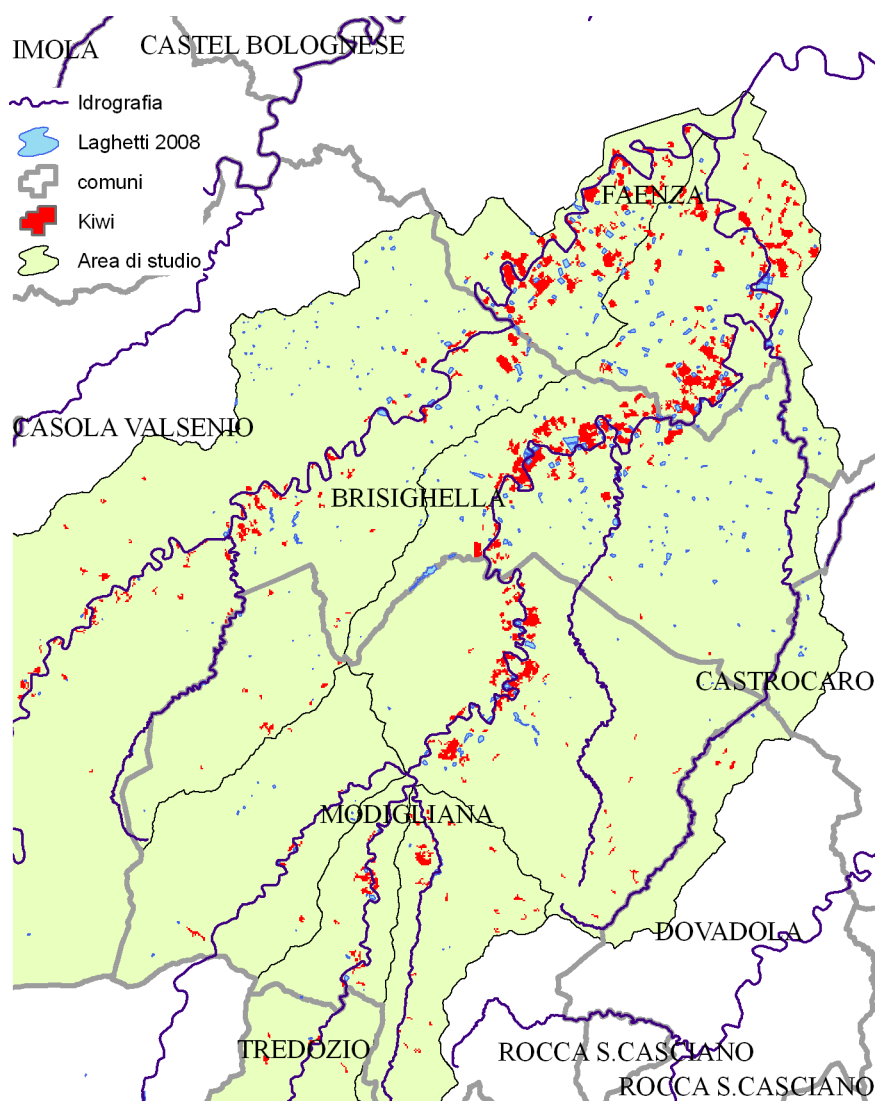 IMOLA
CASTEL BOLOGNESE
Idrografia
Laghetti 2008
comuni
Kiwi
Area di studio
FAENZA
CASOLA VALSENIO
BRISIGHELLA
CASTROCARO
MODIGLIANA
DOVADOLA
TREDOZIO
ROCCA S.CASCIANO
ROCCA S.CASCIANO